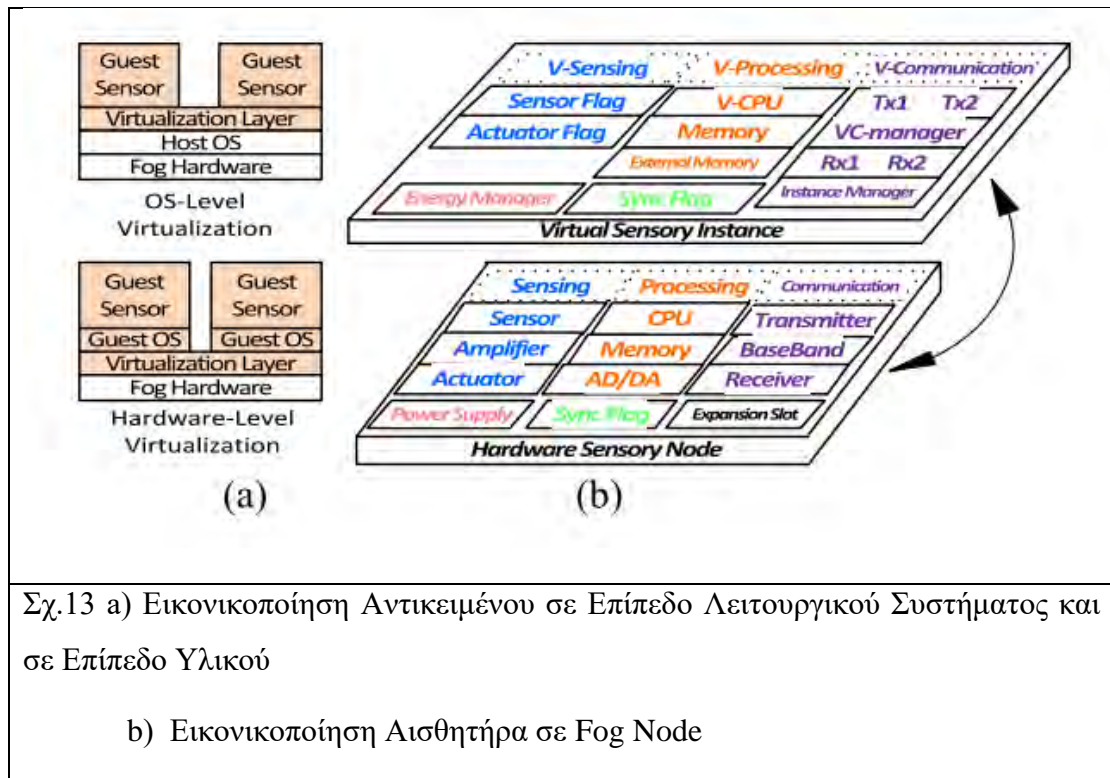 Guest Sensor
Guest Sensor
Virtualization Layer
Host OS
Fog Hardware
OS-Level
Virtualization
Guest Sensor
Guest Sensor
Guest OS Guest OS
Virtualization Layer
Fog Hardware
Hardware-Level
Virtualization
(a)
V-Sensing V-Processing V-Communication
Sensor Flag V-CPU Tx1 Tx2
Actuator Flag Memory VC-manager
External Memory Rx1 Rx2
Energy Manager Sync Flag Instance Manager
Virtual Sensory Instance
Sensing Processing Communication
Sensor CPU Transmitter
Amplifier Memory BaseBand
Actuator AD/DA Receiver
Power Supply Sync Flag Expansion Slot
Hardware Sensory Node
(b)
Σχ.13 a) Εικονικοποίηση Αντικειμένου σε Επίπεδο Λειτουργικού Συστήματος και
σε Επίπεδο Υλικού
b) Εικονικοποίηση Αισθητήρα σε Fog Node